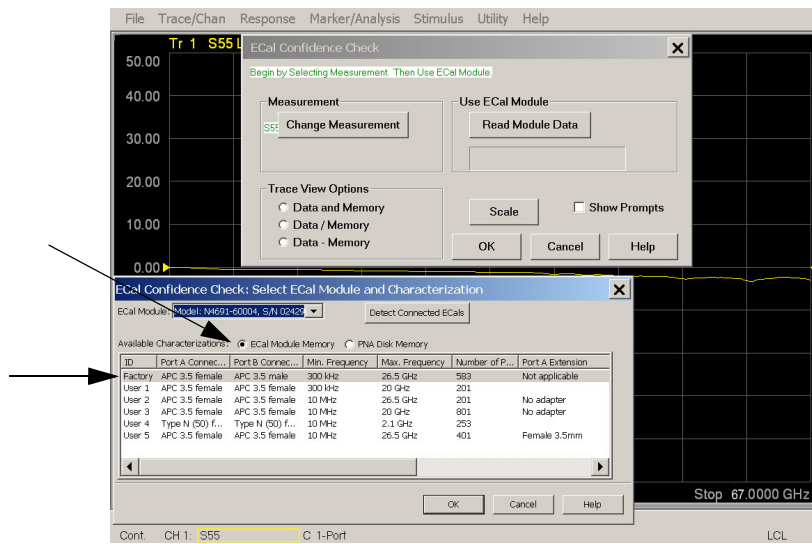 File Trace/Chan Response Marker/Analysis Stimulus Utility Help
Tr 1 S55 L
50.00
40.00
30.00
20.00
10.00
0.00
ECal Confidence Check
Begin by Selecting Measurement. Then Use ECal Module.
Measurement
S55 Change Measurement
Use ECal Module
Read Module Data
Trace View Options
Data and Memory
Data / Memory
Data - Memory
Scale
Show Prompts
OK Cancel Help
ECal Confidence Check: Select ECal Module and Characterization
ECal Module: Model: N4691-60004, S/N 02429
Detect Connected ECals
Available Characterizations: ECal Module Memory PNA Disk Memory
ID Port A Connec... Port B Connec... Min. Frequency Max. Frequency Number of P... Port A Extension
Factory APC 3.5 female APC 3.5 male 300 kHz 26.5 GHz 583 Not applicable
User 1 APC 3.5 female APC 3.5 female 300 kHz 20 GHz 201
User 2 APC 3.5 female APC 3.5 female 10 MHz 26.5 GHz 201 No adapter
User 3 APC 3.5 female APC 3.5 female 10 MHz 20 GHz 801 No adapter
User 4 Type N (50) f... Type N (50) f... 10 MHz 2.1 GHz 253
User 5 APC 3.5 female APC 3.5 female 10 MHz 26.5 GHz 401 Female 3.5mm
OK Cancel Help
Stop 67.0000 GHz
Cont. CH 1: S55 C 1-Port LCL